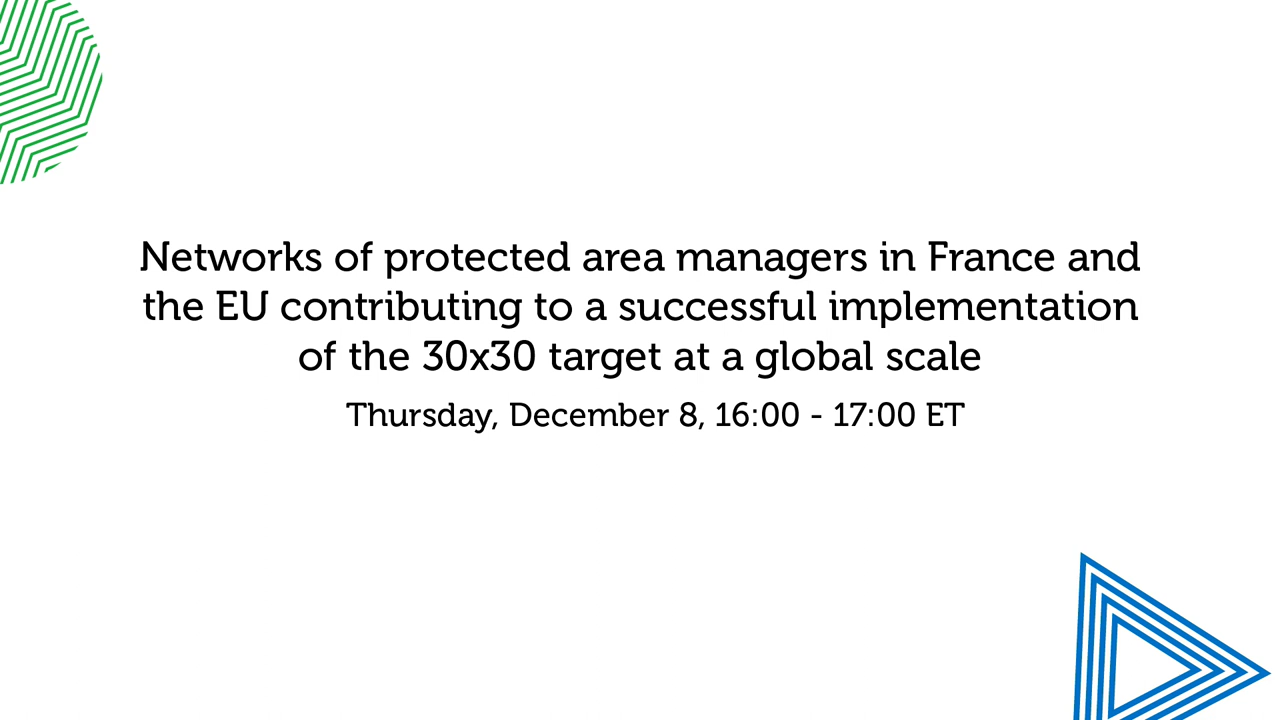 Networks of protected area managers in France and
the EU contributing to a successful implementation
of the 30x30 target at a global scale
Thursday, December 8, 16:00 - 17:00 ET